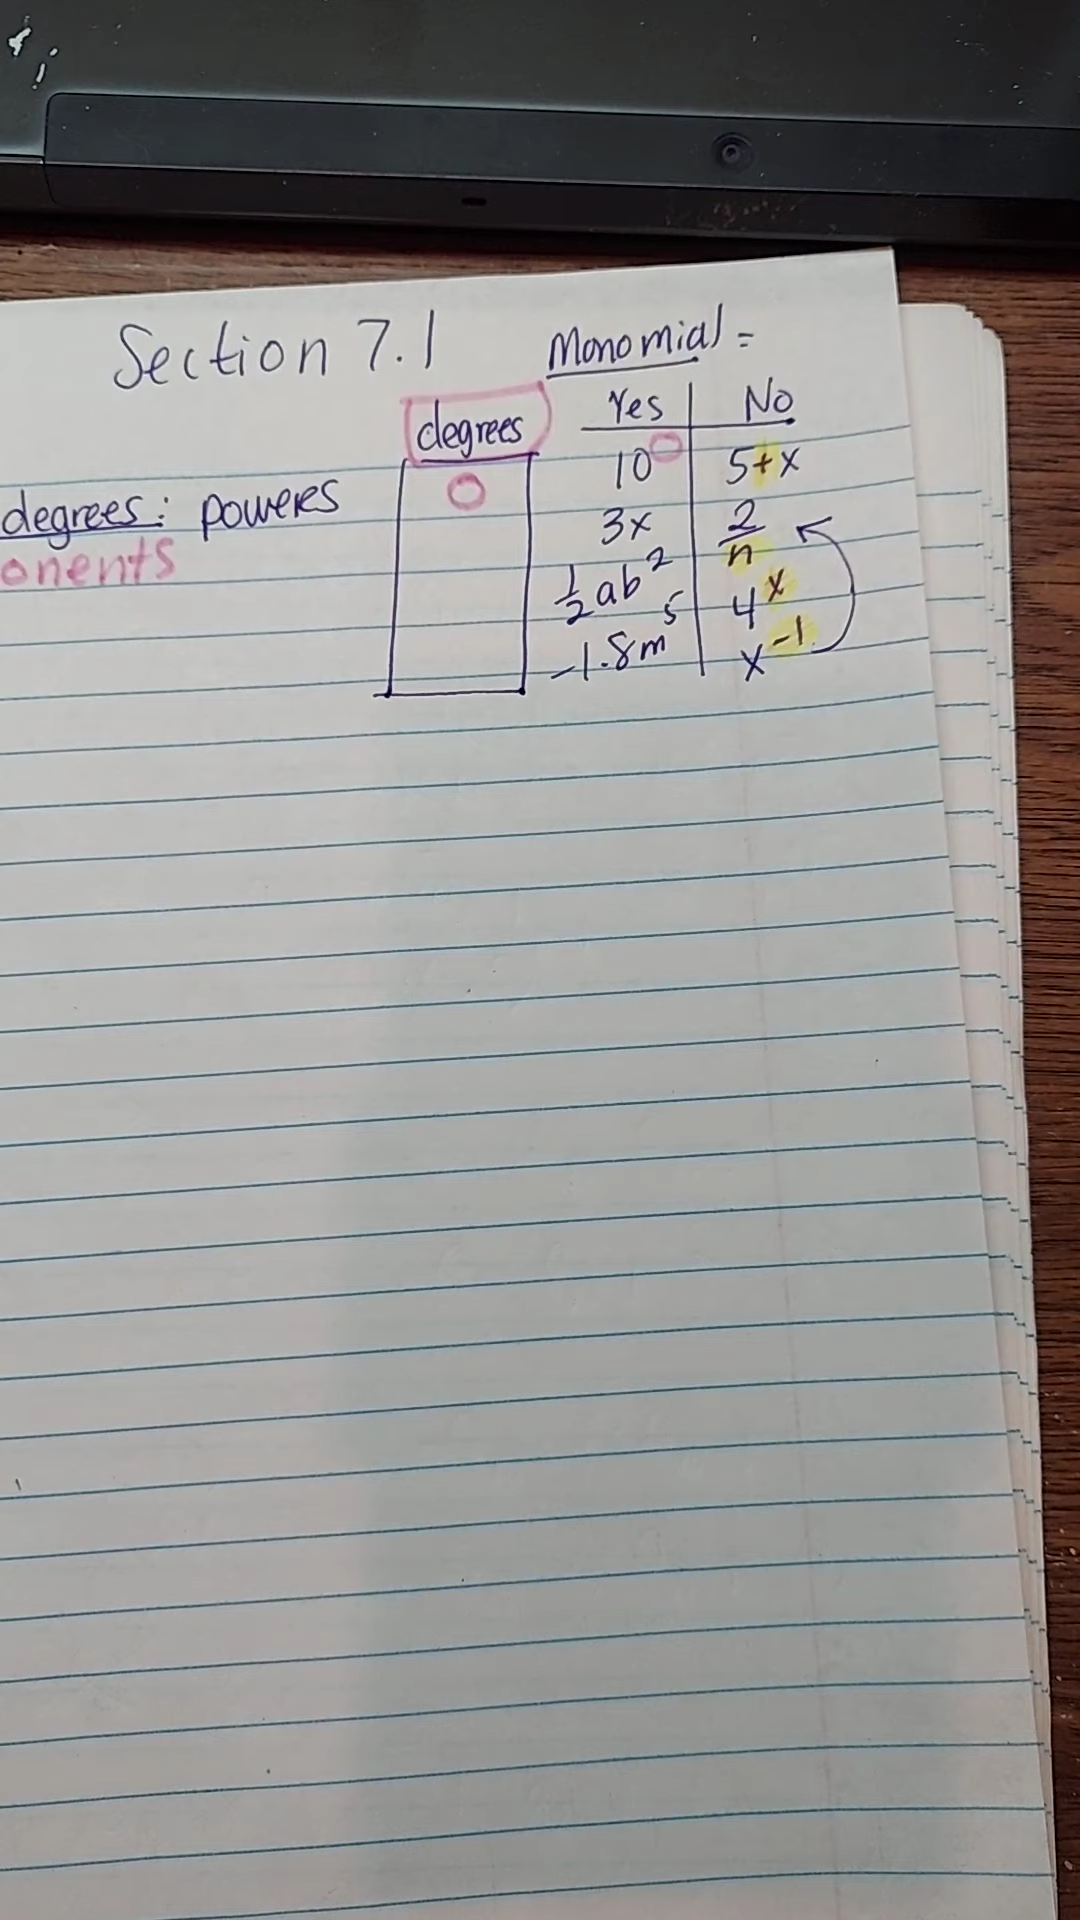 Section 7.1
Monomial =
degrees Yes No
0 10⁰ 5+x
degrees: powers
onents
3x 2/n
½ab² 4ˣ
-1.8m⁵ x⁻¹